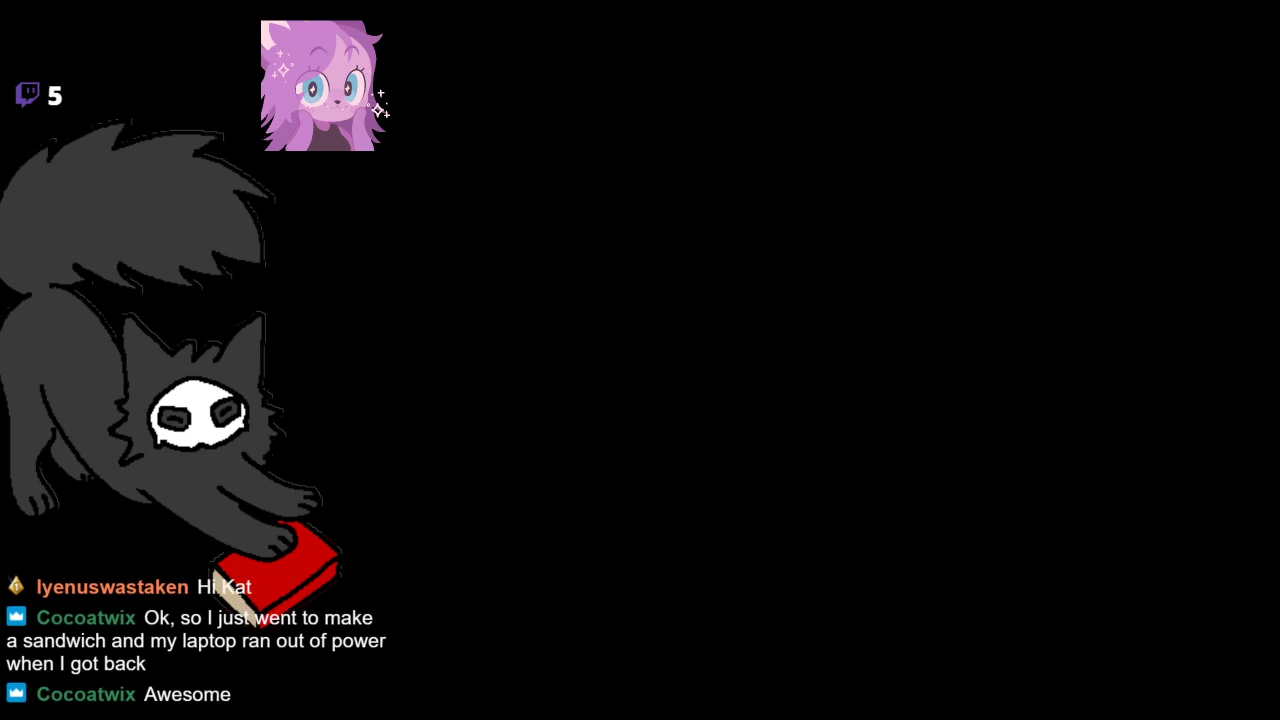 5
lyenuswastaken Hi Kat
Cocoatwix Ok, so I just went to make
a sandwich and my laptop ran out of power
when I got back
Cocoatwix Awesome